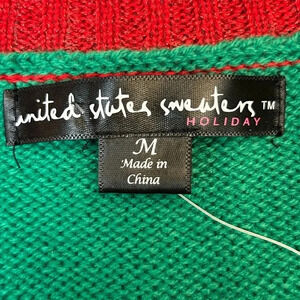 united states sweaters™
HOLIDAY
M
Made in
China